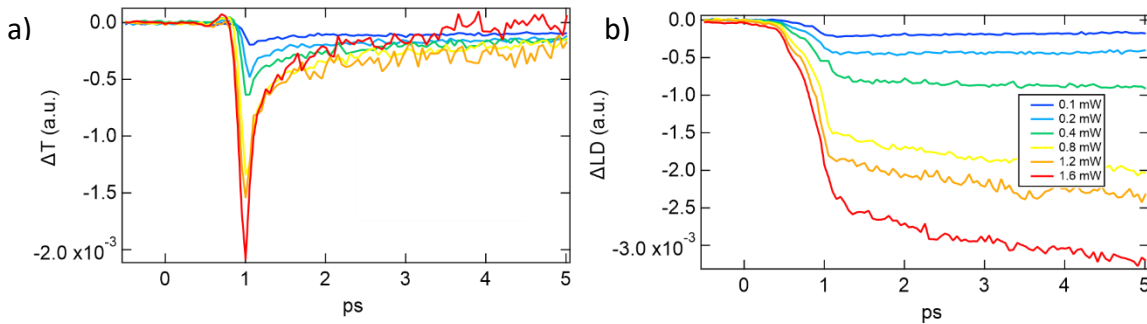 a)
0.0
-0.5
-1.0
-1.5
-2.0 x10⁻³
ΔT (a.u.)
0
1
2
3
4
5
ps
b)
0.0
-0.5
-1.0
-1.5
-2.0
-2.5
-3.0 x10⁻³
ΔLD (a.u.)
0.1 mW
0.2 mW
0.4 mW
0.8 mW
1.2 mW
1.6 mW
0
1
2
3
4
5
ps